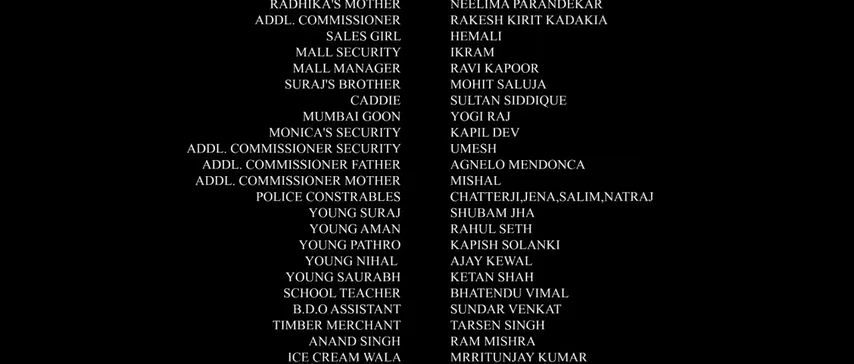 RADHIKA'S MOTHER NEELIMA PARANDEKAR
ADDL. COMMISSIONER RAKESH KIRIT KADAKIA
SALES GIRL HEMALI
MALL SECURITY IKRAM
MALL MANAGER RAVI KAPOOR
SURAJ'S BROTHER MOHIT SALUJA
CADDIE SULTAN SIDDIQUE
MUMBAI GOON YOGI RAJ
MONICA'S SECURITY KAPIL DEV
ADDL. COMMISSIONER SECURITY UMESH
ADDL. COMMISSIONER FATHER AGNELO MENDONCA
ADDL. COMMISSIONER MOTHER MISHAL
POLICE CONSTRABLES CHATTERJI,JENA,SALIM,NATRAJ
YOUNG SURAJ SHUBAM JHA
YOUNG AMAN RAHUL SETH
YOUNG PATHRO KAPISH SOLANKI
YOUNG NIHAL AJAY KEWAL
YOUNG SAURABH KETAN SHAH
SCHOOL TEACHER BHATENDU VIMAL
B.D.O ASSISTANT SUNDAR VENKAT
TIMBER MERCHANT TARSEN SINGH
ANAND SINGH RAM MISHRA
ICE CREAM WALA MRRITUNJAY KUMAR